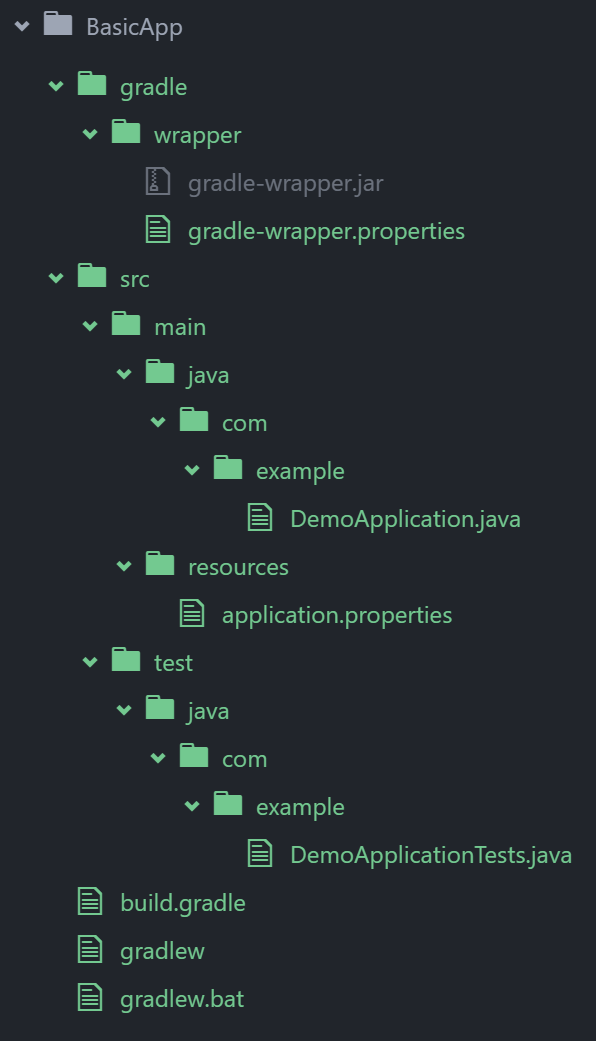 BasicApp
gradle
wrapper
gradle-wrapper.jar
gradle-wrapper.properties
src
main
java
com
example
DemoApplication.java
resources
application.properties
test
java
com
example
DemoApplicationTests.java
build.gradle
gradlew
gradlew.bat